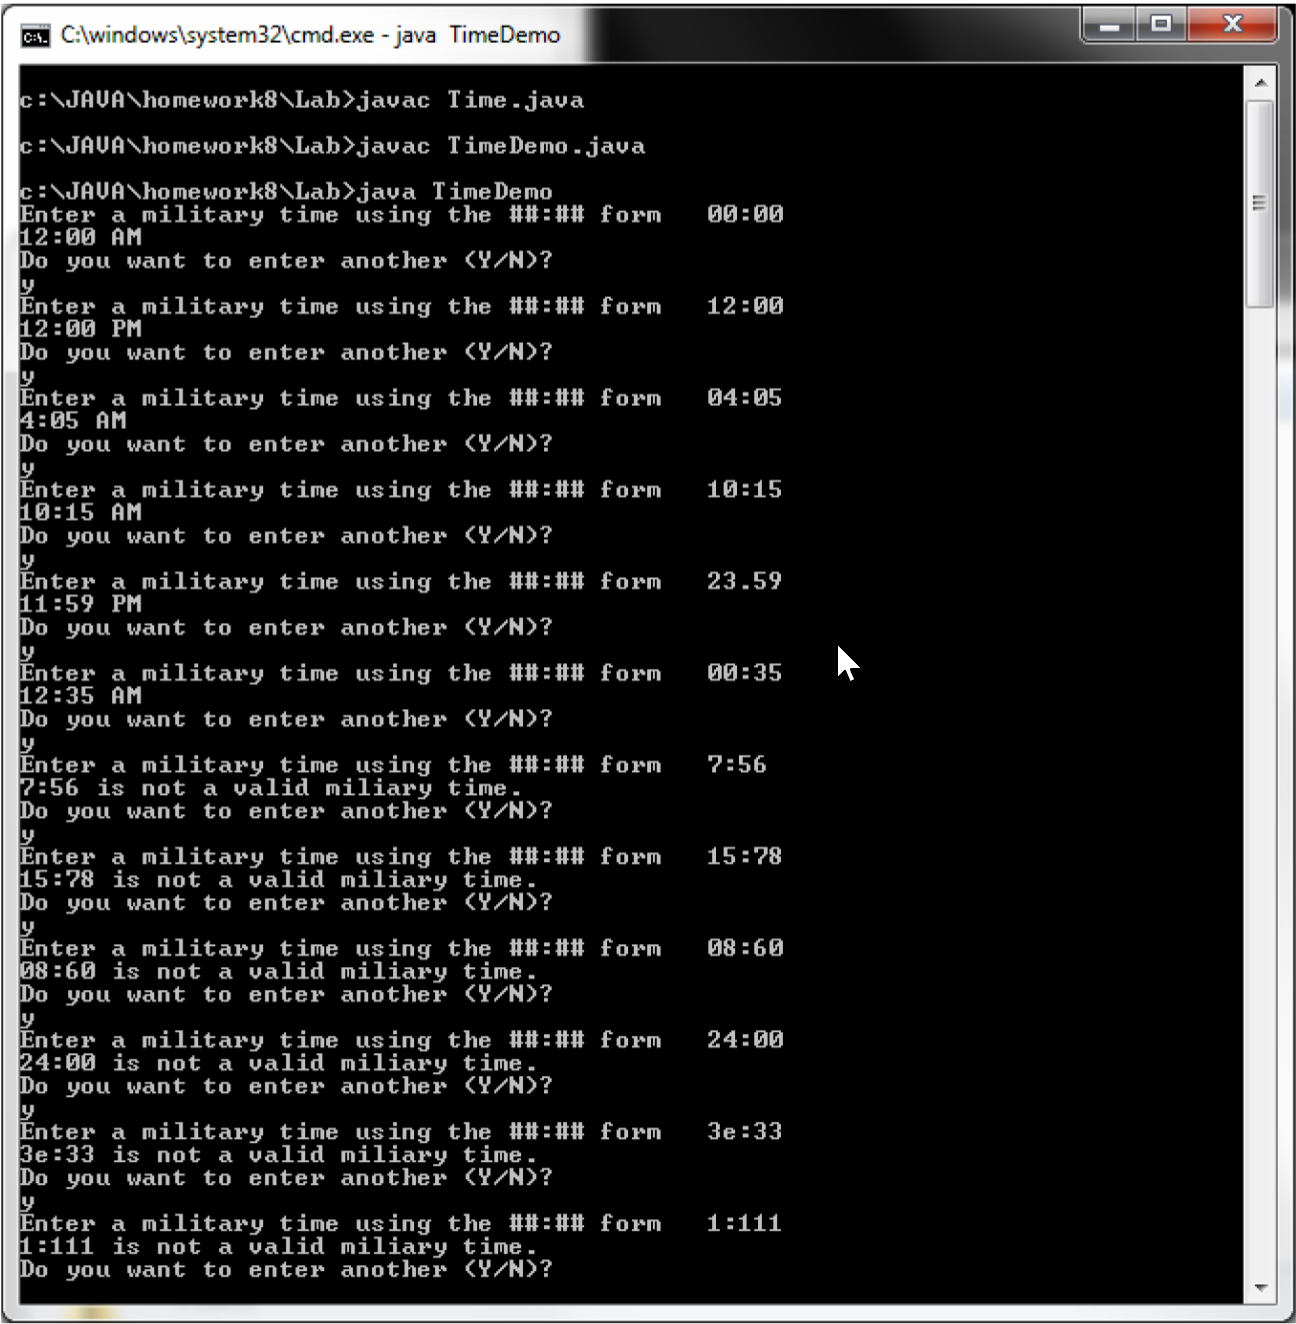 C:\windows\system32\cmd.exe - java  TimeDemo
c:\JAVA\homework8\Lab>javac Time.java
c:\JAVA\homework8\Lab>javac TimeDemo.java
c:\JAVA\homework8\Lab>java TimeDemo
Enter a military time using the ##:## form   00:00
12:00 AM
Do you want to enter another (Y/N)?
y
Enter a military time using the ##:## form   12:00
12:00 PM
Do you want to enter another (Y/N)?
y
Enter a military time using the ##:## form   04:05
4:05 AM
Do you want to enter another (Y/N)?
y
Enter a military time using the ##:## form   10:15
10:15 AM
Do you want to enter another (Y/N)?
y
Enter a military time using the ##:## form   23.59
11:59 PM
Do you want to enter another (Y/N)?
y
Enter a military time using the ##:## form   00:35
12:35 AM
Do you want to enter another (Y/N)?
y
Enter a military time using the ##:## form   7:56
7:56 is not a valid miliary time.
Do you want to enter another (Y/N)?
y
Enter a military time using the ##:## form   15:78
15:78 is not a valid miliary time.
Do you want to enter another (Y/N)?
y
Enter a military time using the ##:## form   08:60
08:60 is not a valid miliary time.
Do you want to enter another (Y/N)?
y
Enter a military time using the ##:## form   24:00
24:00 is not a valid miliary time.
Do you want to enter another (Y/N)?
y
Enter a military time using the ##:## form   3e:33
3e:33 is not a valid miliary time.
Do you want to enter another (Y/N)?
y
Enter a military time using the ##:## form   1:111
1:111 is not a valid miliary time.
Do you want to enter another (Y/N)?